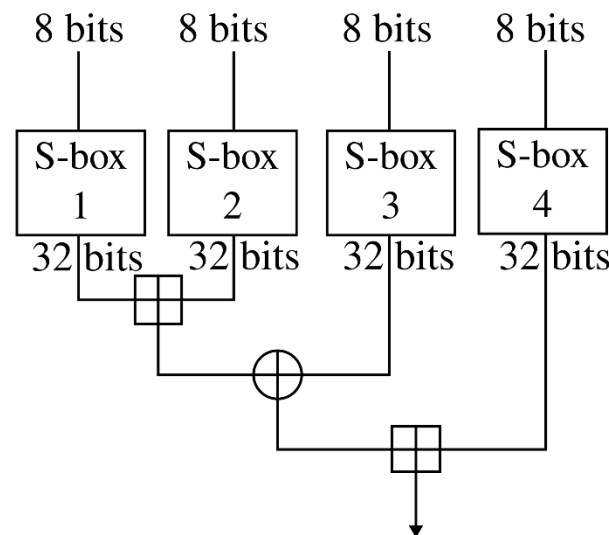 8 bits 8 bits 8 bits 8 bits
S-box S-box S-box S-box
1 2 3 4
32 bits 32 bits 32 bits 32 bits